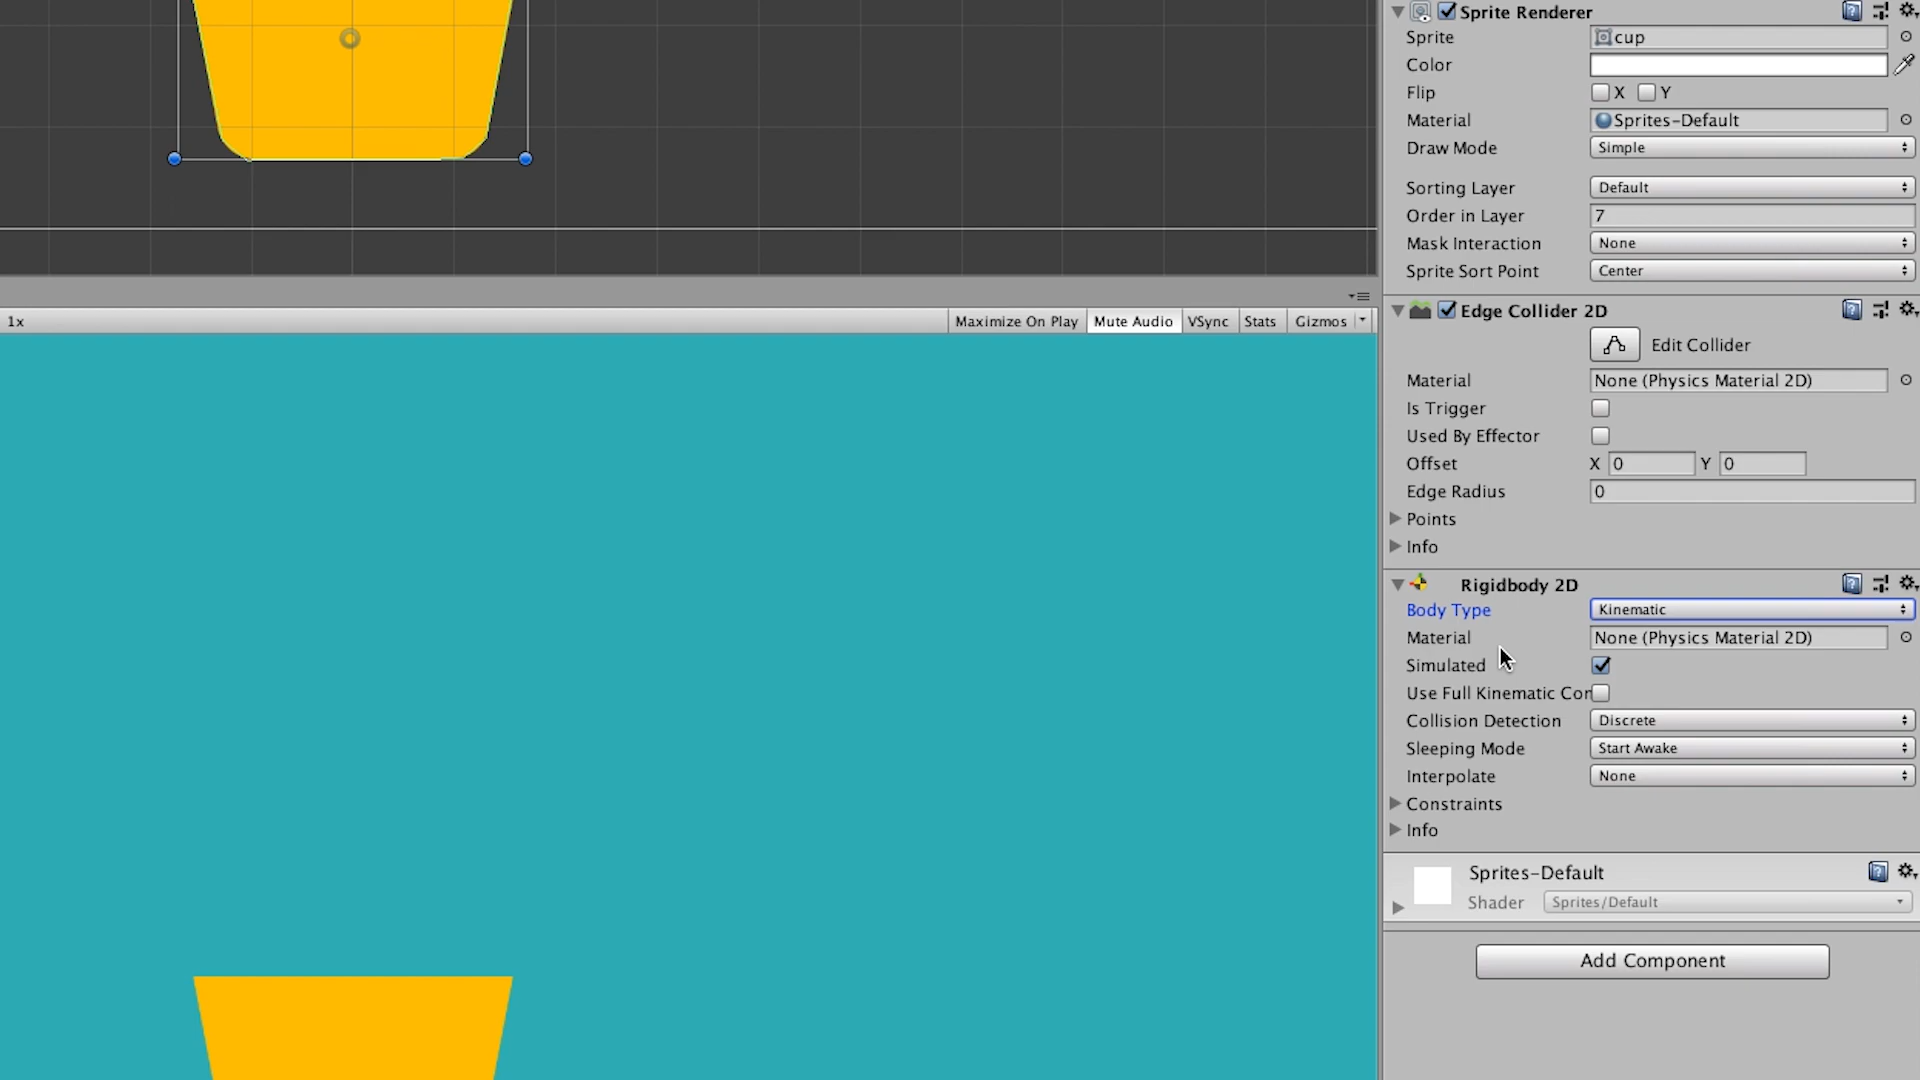 Sprite Renderer
Sprite cup
Color
Flip X Y
Material Sprites-Default
Draw Mode Simple
Sorting Layer Default
Order in Layer 7
Mask Interaction None
Sprite Sort Point Center
Edge Collider 2D
Edit Collider
Material None (Physics Material 2D)
Is Trigger
Used By Effector
Offset X 0 Y 0
Edge Radius 0
Points
Info
Rigidbody 2D
Body Type Kinematic
Material None (Physics Material 2D)
Simulated
Use Full Kinematic Con
Collision Detection Discrete
Sleeping Mode Start Awake
Interpolate None
Constraints
Info
Sprites-Default
Shader Sprites/Default
Add Component
1x Maximize On Play Mute Audio VSync Stats Gizmos